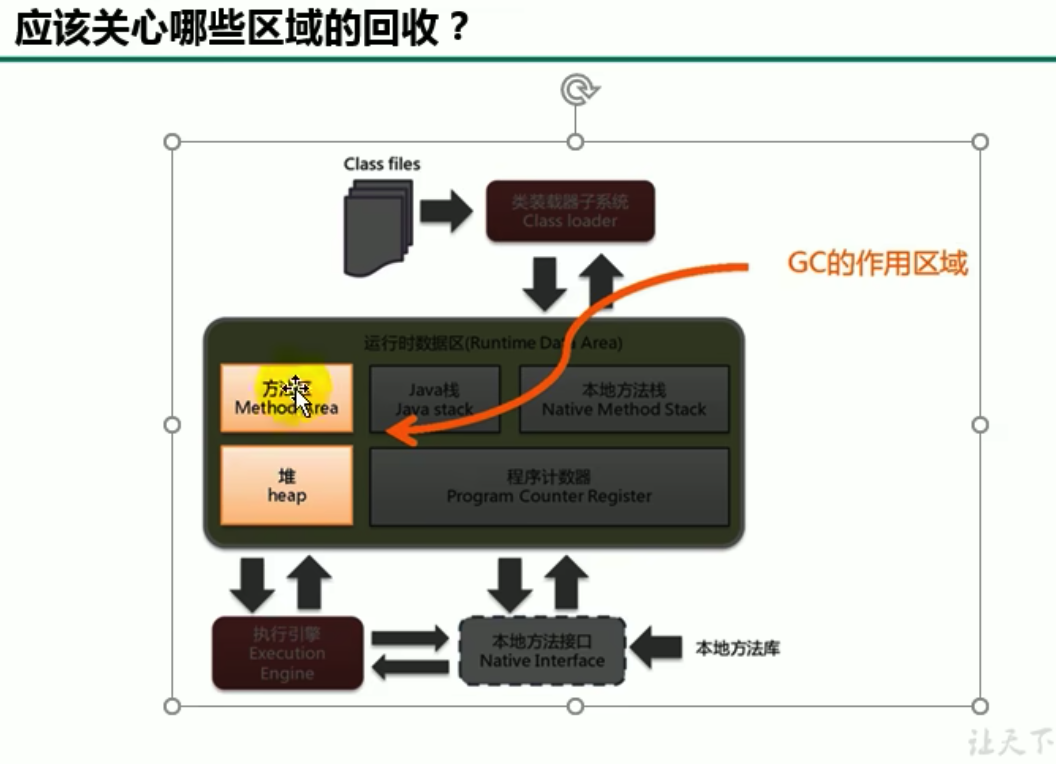 应该关心哪些区域的回收？
Class files
类装载器子系统
Class loader
GC的作用区域
运行时数据区(Runtime Data Area)
方法区
Method Area
Java栈
Java stack
本地方法栈
Native Method Stack
堆
heap
程序计数器
Program Counter Register
执行引擎
Execution
Engine
本地方法接口
Native Interface
本地方法库
让天下